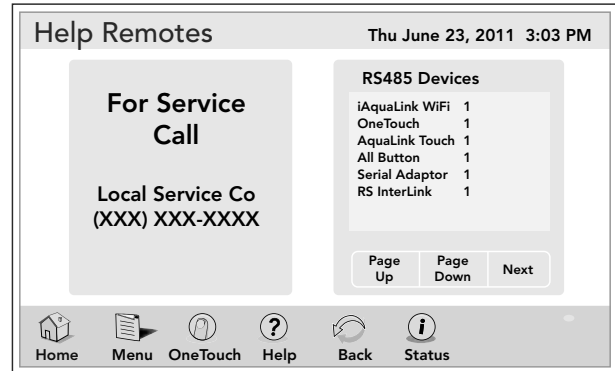 Help Remotes
Thu June 23, 2011 3:03 PM
For Service
Call
Local Service Co
(XXX) XXX-XXXX
RS485 Devices
iAquaLink WiFi 1
OneTouch 1
AquaLink Touch 1
All Button 1
Serial Adaptor 1
RS InterLink 1
Page Up
Page Down
Next
Home
Menu
OneTouch
?
Help
Back
i
Status